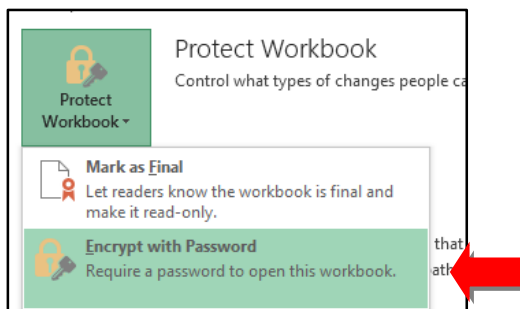 Protect Workbook
Control what types of changes people
Protect
Workbook
Mark as Final
Let readers know the workbook is final and
make it read-only.
Encrypt with Password
that
Require a password to open this workbook.